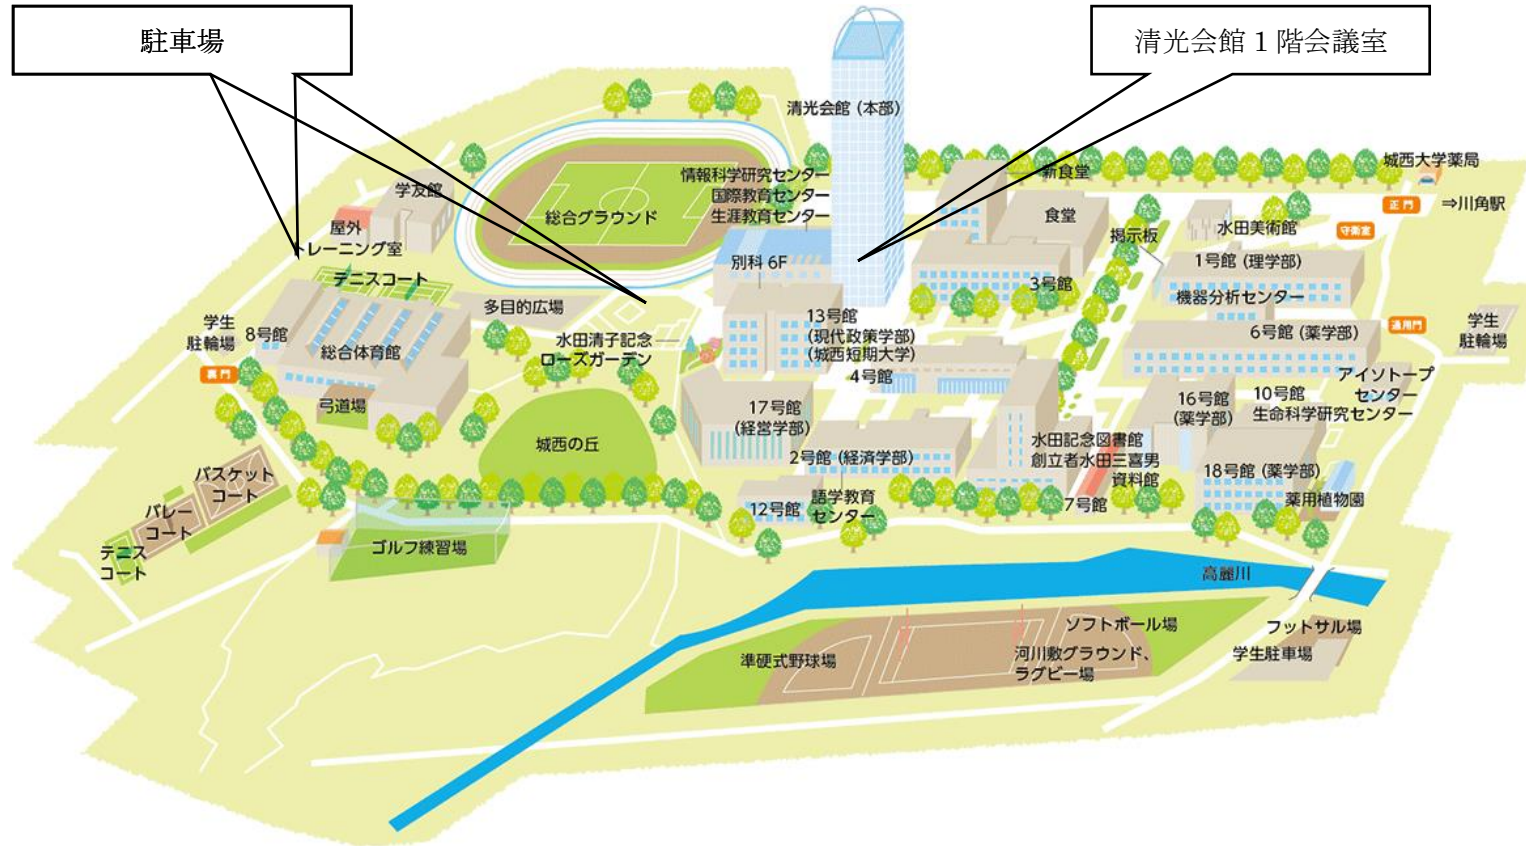 駐車場
清光会館１階会議室
清光会館 (本部)
情報科学研究センター
国際教育センター
生涯教育センター
新食堂
城西大学薬局
正門
⇒川角駅
学友館
総合グラウンド
食堂
掲示板
水田美術館
守衛室
屋外
トレーニング室
テニスコート
別科 6F
3号館
1号館 (理学部)
機器分析センター
多目的広場
学生
駐輪場
8号館
総合体育館
水田清子記念
ローズガーデン
13号館
(現代政策学部)
(城西短期大学)
4号館
6号館 (薬学部)
通用門
学生
駐輪場
裏門
弓道場
17号館
(経営学部)
16号館
(薬学部)
10号館
生命科学研究センター
アイソトープ
センター
城西の丘
2号館 (経済学部)
水田記念図書館
創立者水田三喜男
資料館
18号館 (薬学部)
バスケット
コート
バレー
コート
テニス
コート
12号館
語学教育
センター
7号館
薬用植物園
ゴルフ練習場
高麗川
準硬式野球場
ソフトボール場
河川敷グラウンド、
ラグビー場
フットサル場
学生駐車場